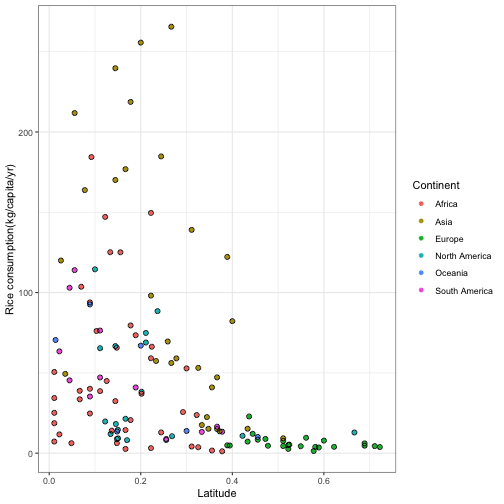 200
100
0
0.0 0.2 0.4 0.6
Latitude
Rice consumption(kg/capita/yr)
Continent
Africa
Asia
Europe
North America
Oceania
South America